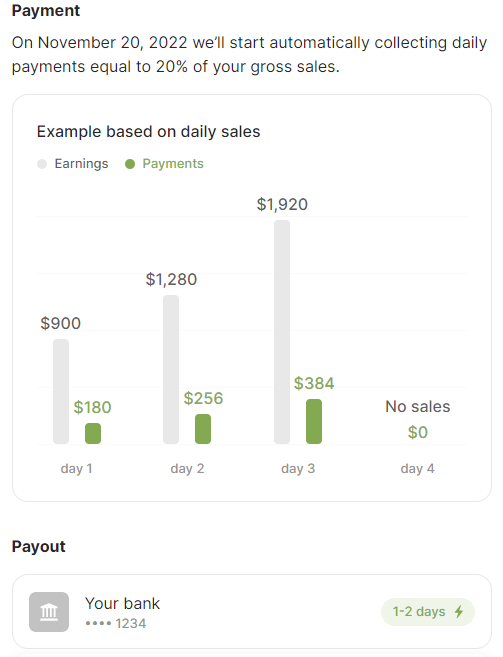 Payment
On November 20, 2022 we’ll start automatically collecting daily
payments equal to 20% of your gross sales.
Example based on daily sales
Earnings Payments
$1,920
$1,280
$900
$384
$256
$180
No sales
$0
day 1 day 2 day 3 day 4
Payout
Your bank
•••• 1234
1-2 days